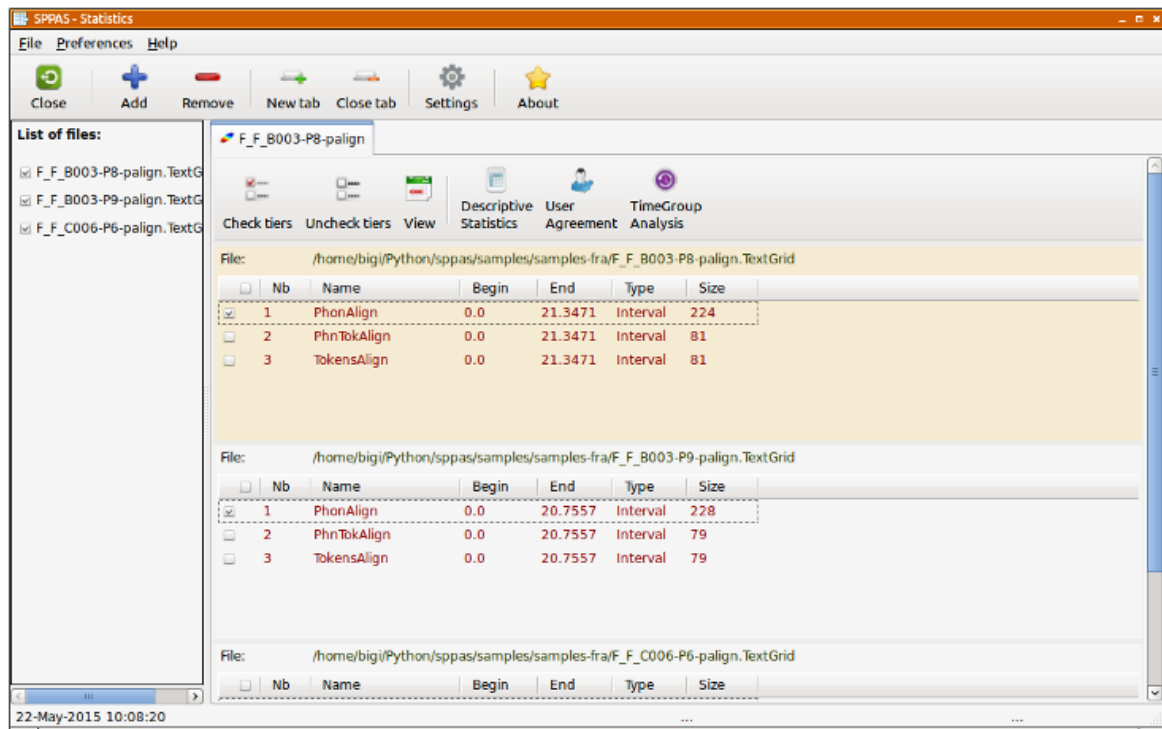 SPPAS - Statistics
File Preferences Help
Close Add Remove New tab Close tab Settings About
List of files:
F_F_B003-P8-palign.TextG
F_F_B003-P9-palign.TextG
F_F_C006-P6-palign.TextG
F_F_B003-P8-palign
Check tiers Uncheck tiers View Descriptive Statistics User Agreement TimeGroup Analysis
File: /home/bigi/Python/sppas/samples/samples-fra/F_F_B003-P8-palign.TextGrid
Nb Name Begin End Type Size
1 PhonAlign 0.0 21.3471 Interval 224
2 PhnTokAlign 0.0 21.3471 Interval 81
3 TokensAlign 0.0 21.3471 Interval 81
File: /home/bigi/Python/sppas/samples/samples-fra/F_F_B003-P9-palign.TextGrid
Nb Name Begin End Type Size
1 PhonAlign 0.0 20.7557 Interval 228
2 PhnTokAlign 0.0 20.7557 Interval 79
3 TokensAlign 0.0 20.7557 Interval 79
File: /home/bigi/Python/sppas/samples/samples-fra/F_F_C006-P6-palign.TextGrid
Nb Name Begin End Type Size
22-May-2015 10:08:20 ... ...